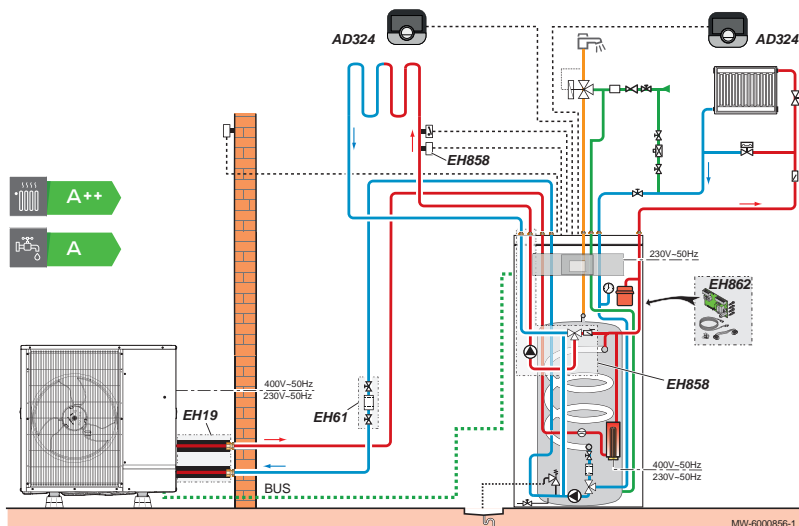 AD324
AD324
EH858
A++
A
230V~50Hz
EH862
EH858
400V~50Hz
230V~50Hz
EH19
EH61
BUS
400V~50Hz
230V~50Hz
MW-6000856-1